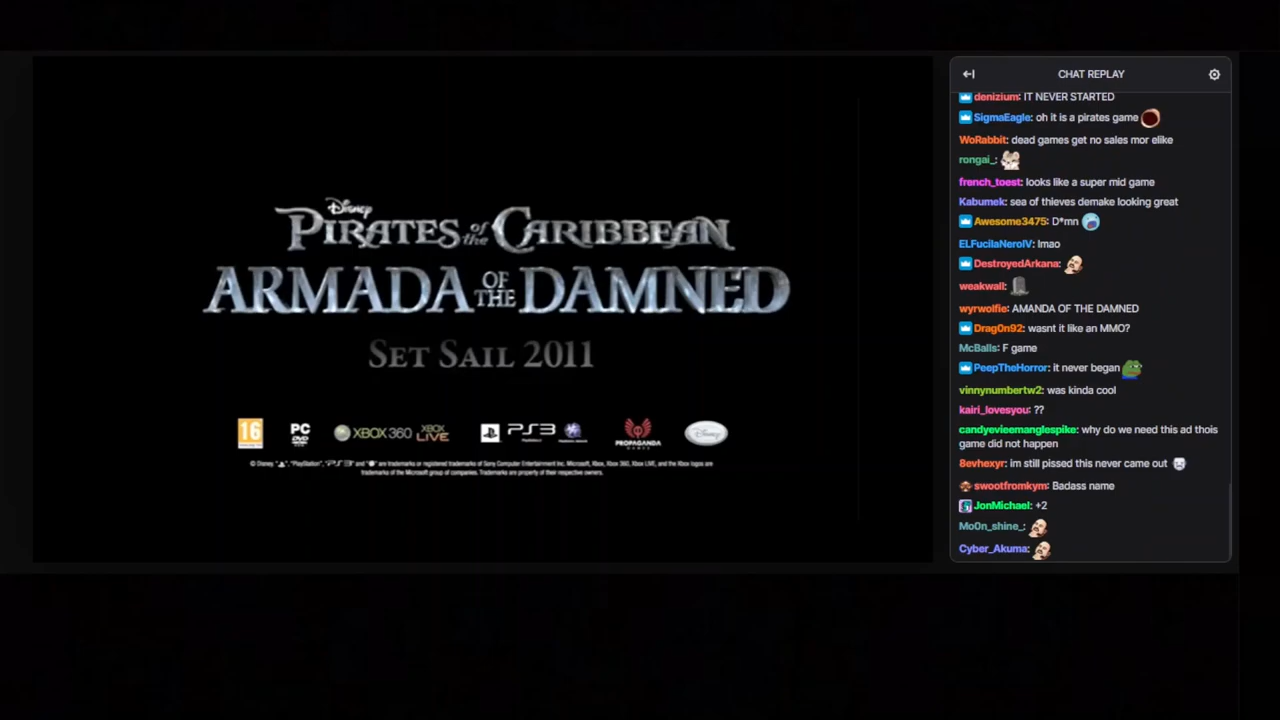 Disney
PIRATES of the CARIBBEAN
ARMADA OF THE DAMNED
SET SAIL 2011
16
PC
DVD
XBOX 360 XBOX LIVE
PS3
PROPAGANDA
GAMES
Disney
CHAT REPLAY
denizium: IT NEVER STARTED
SigmaEagle: oh it is a pirates game
WoRabbit: dead games get no sales mor elike
rongai_:
french_toest: looks like a super mid game
Kabumek: sea of thieves demake looking great
Awesome3475: D*mn
ELFucilaNeroIV: lmao
DestroyedArkana:
weakwall:
wyrwolfie: AMANDA OF THE DAMNED
Drag0n92: wasnt it like an MMO?
McBalls: F game
PeepTheHorror: it never began
vinnynumbertw2: was kinda cool
kairi_lovesyou: ??
candyevieemanglespike: why do we need this ad thois
game did not happen
8evhexyr: im still pissed this never came out
swootfromkym: Badass name
JonMichael: +2
Mo0n_shine_:
Cyber_Akuma: